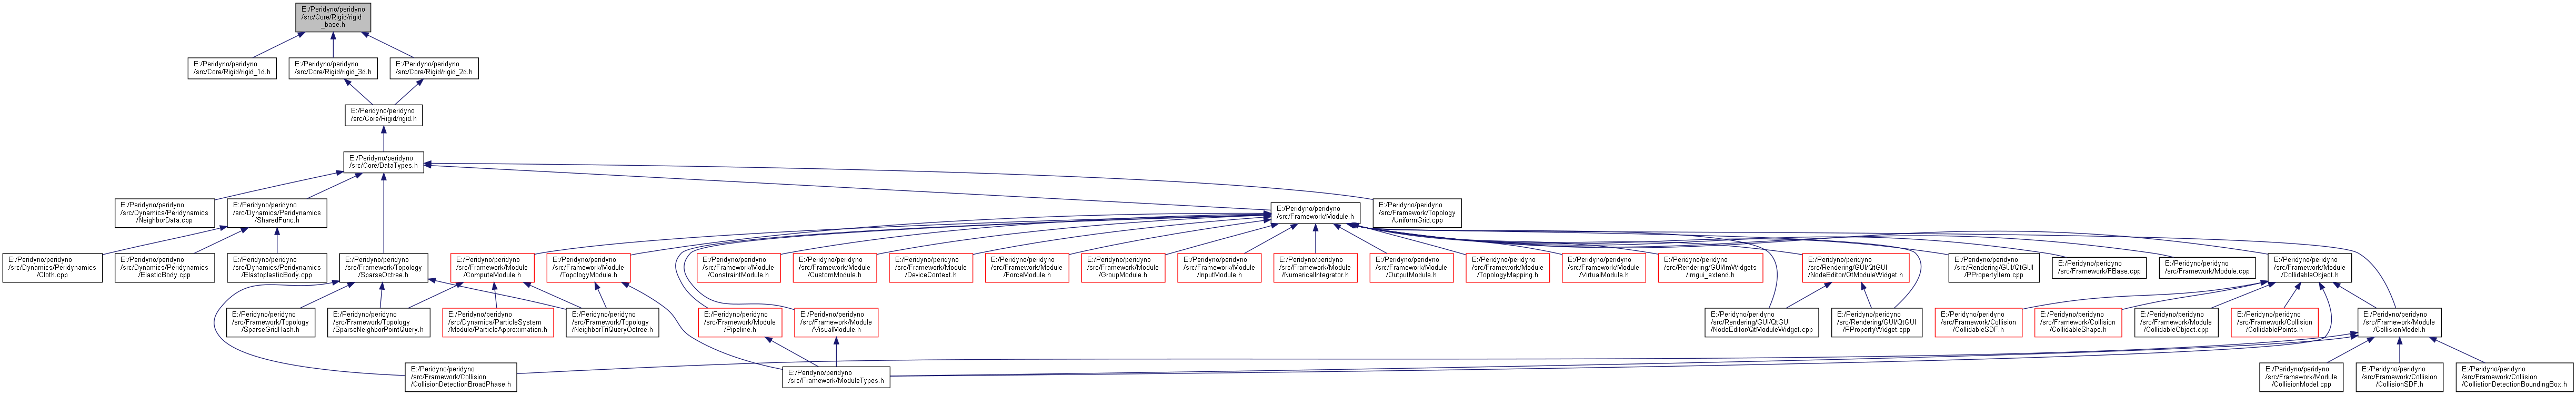 E:/Peridyno/peridyno
/src/Core/Rigid/rigid
_base.h
E:/Peridyno/peridyno
/src/Core/Rigid/rigid_1d.h
E:/Peridyno/peridyno
/src/Core/Rigid/rigid_3d.h
E:/Peridyno/peridyno
/src/Core/Rigid/rigid_2d.h
E:/Peridyno/peridyno
/src/Core/Rigid/rigid.h
E:/Peridyno/peridyno
/src/Core/DataTypes.h
E:/Peridyno/peridyno
/src/Dynamics/Peridynamics
/NeighborData.cpp
E:/Peridyno/peridyno
/src/Dynamics/Peridynamics
/SharedFunc.h
E:/Peridyno/peridyno
/src/Framework/Module.h
E:/Peridyno/peridyno
/src/Framework/Topology
/UniformGrid.cpp
E:/Peridyno/peridyno
/src/Dynamics/Peridynamics
/Cloth.cpp
E:/Peridyno/peridyno
/src/Dynamics/Peridynamics
/ElasticBody.cpp
E:/Peridyno/peridyno
/src/Dynamics/Peridynamics
/ElastoplasticBody.cpp
E:/Peridyno/peridyno
/src/Framework/Topology
/SparseOctree.h
E:/Peridyno/peridyno
/src/Framework/Module
/ComputeModule.h
E:/Peridyno/peridyno
/src/Framework/Module
/TopologyModule.h
E:/Peridyno/peridyno
/src/Framework/Module
/ConstraintModule.h
E:/Peridyno/peridyno
/src/Framework/Module
/CustomModule.h
E:/Peridyno/peridyno
/src/Framework/Module
/DeviceContext.h
E:/Peridyno/peridyno
/src/Framework/Module
/ForceModule.h
E:/Peridyno/peridyno
/src/Framework/Module
/GroupModule.h
E:/Peridyno/peridyno
/src/Framework/Module
/InputModule.h
E:/Peridyno/peridyno
/src/Framework/Module
/NumericalIntegrator.h
E:/Peridyno/peridyno
/src/Framework/Module
/OutputModule.h
E:/Peridyno/peridyno
/src/Framework/Module
/TopologyMapping.h
E:/Peridyno/peridyno
/src/Framework/Module
/VirtualModule.h
E:/Peridyno/peridyno
/src/Rendering/GUI/ImWidgets
/imgui_extend.h
E:/Peridyno/peridyno
/src/Rendering/GUI/QtGUI
/NodeEditor/QtModuleWidget.h
E:/Peridyno/peridyno
/src/Rendering/GUI/QtGUI
/PPropertyItem.cpp
E:/Peridyno/peridyno
/src/Framework/FBase.cpp
E:/Peridyno/peridyno
/src/Framework/Module.cpp
E:/Peridyno/peridyno
/src/Framework/Module
/CollidableObject.h
E:/Peridyno/peridyno
/src/Framework/Topology
/SparseGridHash.h
E:/Peridyno/peridyno
/src/Framework/Topology
/SparseNeighborPointQuery.h
E:/Peridyno/peridyno
/src/Dynamics/ParticleSystem
/Module/ParticleApproximation.h
E:/Peridyno/peridyno
/src/Framework/Topology
/NeighborTriQueryOctree.h
E:/Peridyno/peridyno
/src/Framework/Module
/Pipeline.h
E:/Peridyno/peridyno
/src/Framework/Module
/VisualModule.h
E:/Peridyno/peridyno
/src/Rendering/GUI/QtGUI
/NodeEditor/QtModuleWidget.cpp
E:/Peridyno/peridyno
/src/Rendering/GUI/QtGUI
/PPropertyWidget.cpp
E:/Peridyno/peridyno
/src/Framework/Collision
/CollidableSDF.h
E:/Peridyno/peridyno
/src/Framework/Collision
/CollidableShape.h
E:/Peridyno/peridyno
/src/Framework/Module
/CollidableObject.cpp
E:/Peridyno/peridyno
/src/Framework/Collision
/CollidablePoints.h
E:/Peridyno/peridyno
/src/Framework/Module
/CollisionModel.h
E:/Peridyno/peridyno
/src/Framework/Collision
/CollisionDetectionBroadPhase.h
E:/Peridyno/peridyno
/src/Framework/ModuleTypes.h
E:/Peridyno/peridyno
/src/Framework/Module
/CollisionModel.cpp
E:/Peridyno/peridyno
/src/Framework/Collision
/CollisionSDF.h
E:/Peridyno/peridyno
/src/Framework/Collision
/CollistionDetectionBoundingBox.h